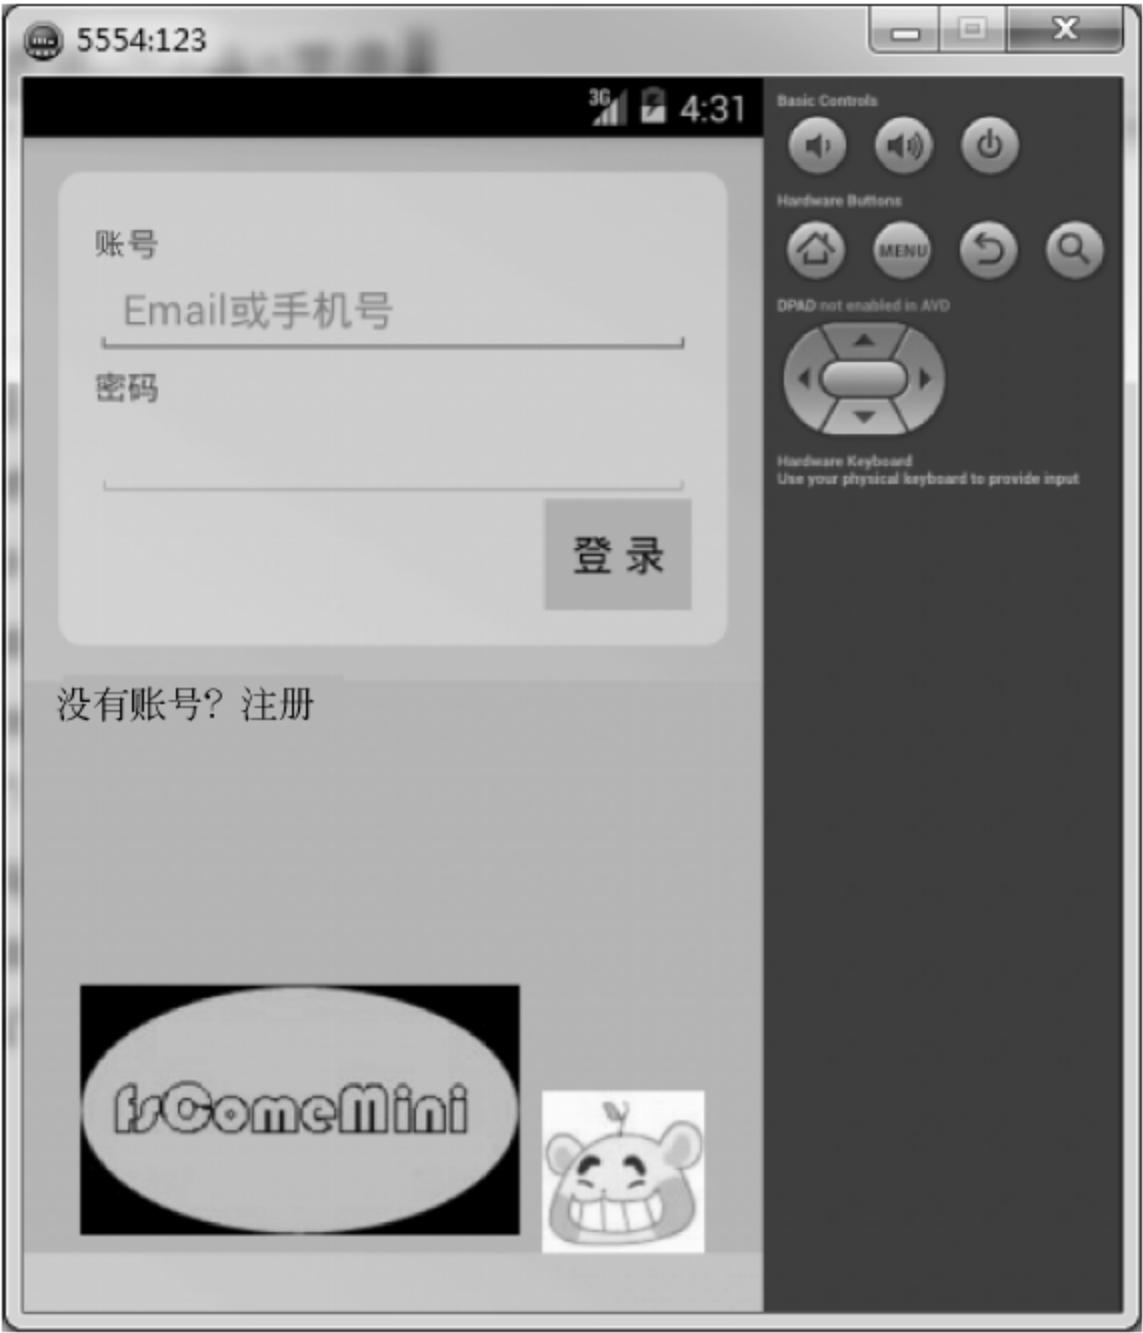 5554:123
3G 4:31
账号
Email或手机号
密码
登 录
没有账号? 注册
fsComeMini
Basic Controls
Hardware Buttons
MENU
DPAD not enabled in AVD
Hardware Keyboard
Use your physical keyboard to provide input